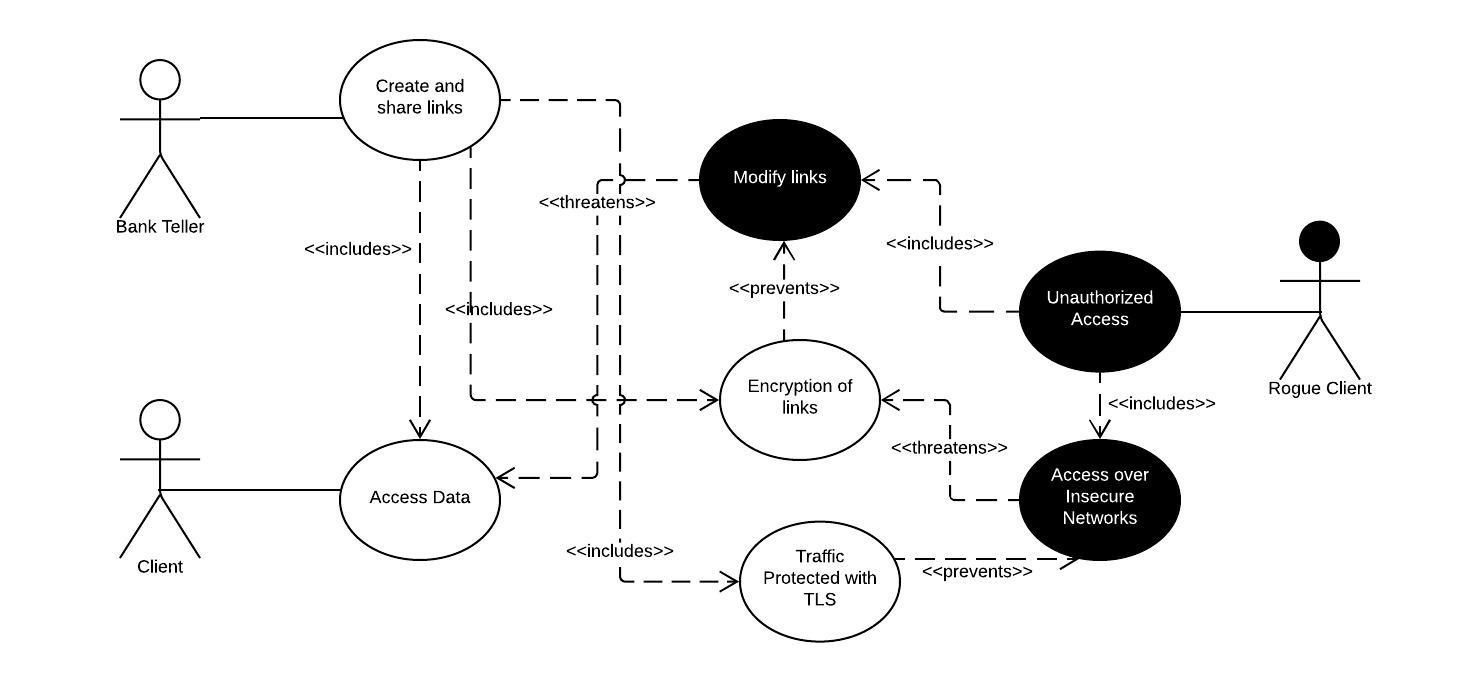 Create and
share links
Bank Teller
Modify links
<<threatens>>
<<includes>>
<<includes>>
<<prevents>>
<<includes>>
Unauthorized
Access
Rogue Client
Encryption of
links
<<includes>>
<<threatens>>
Access Data
Access over
Insecure
Networks
Client
<<includes>>
Traffic
Protected with
TLS
<<prevents>>